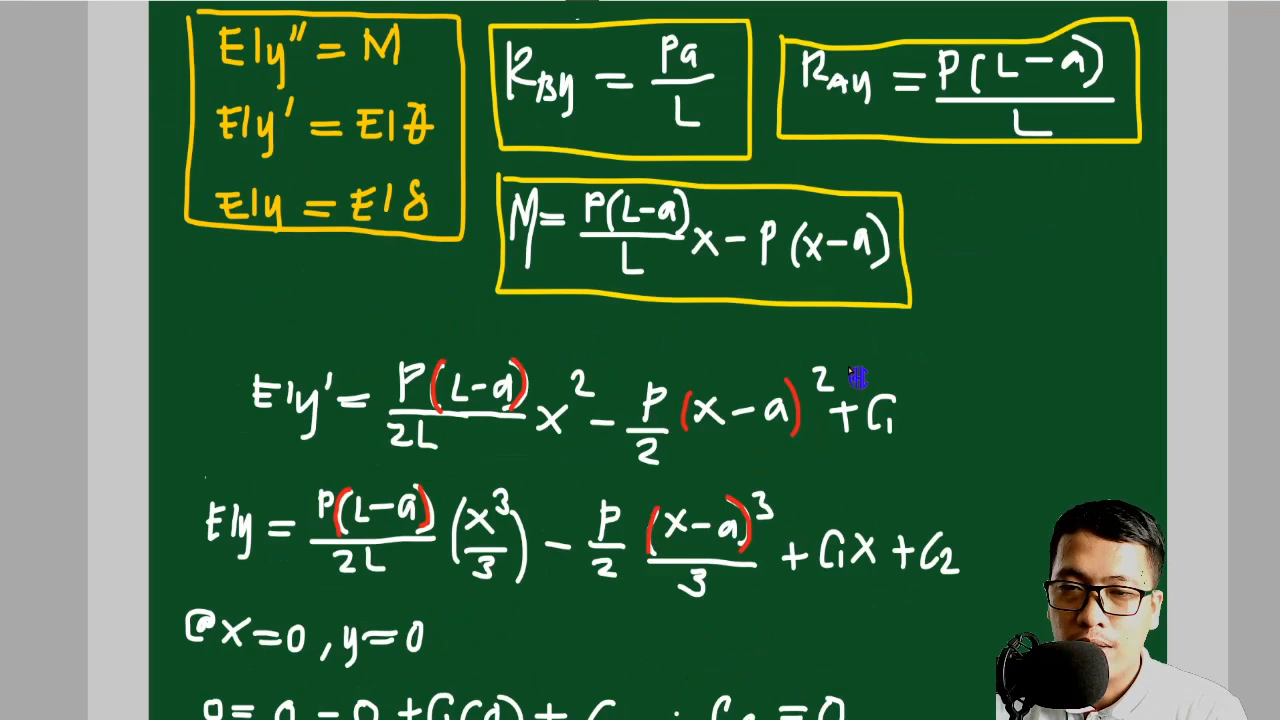 EIy'' = M
EIy' = EIθ
EIy = EIδ
R_By = Pa/L
R_Ay = P(L-a)/L
M = P(L-a)/L x - P(x-a)
EIy' = P(L-a)/2L x² - P/2 (x-a)² + C₁
EIy = P(L-a)/2L (x³/3) - P/2 (x-a)³/3 + C₁x + C₂
@ x=0, y=0